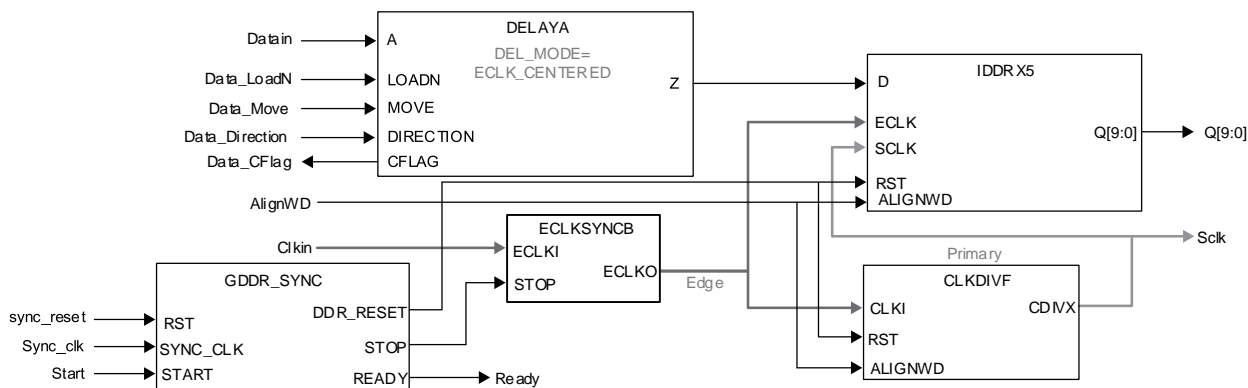 DELAYA
Datain
A
DEL_MODE=
ECLK_CENTERED
Data_LoadN
LOADN
Z
Data_Move
MOVE
Data_Direction
DIRECTION
Data_CFlag
CFLAG
IDDRX5
D
ECLK
SCLK
Q[9:0]
Q[9:0]
RST
ALIGNWD
AlignWD
ECLKSYNCB
Clkin
ECLKI
ECLKO
STOP
Edge
Sclk
Primary
CLKDIVF
CLKI
CDIVX
RST
ALIGNWD
GDDR_SYNC
DDR_RESET
sync_reset
RST
Sync_clk
SYNC_CLK
STOP
Start
START
READY
Ready